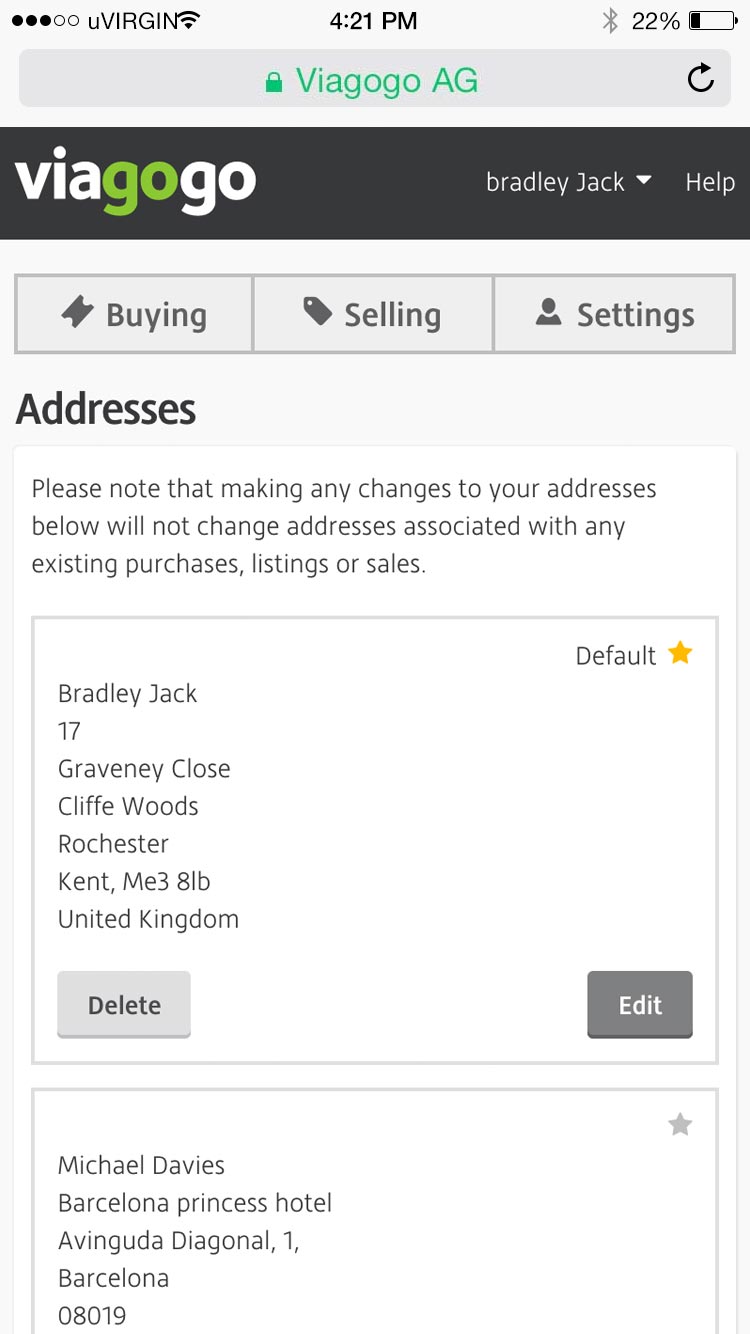 uVIRGIN 4:21 PM 22%
Viagogo AG
viagogo bradley Jack Help
Buying Selling Settings
Addresses
Please note that making any changes to your addresses
below will not change addresses associated with any
existing purchases, listings or sales.
Default
Bradley Jack
17
Graveney Close
Cliffe Woods
Rochester
Kent, Me3 8lb
United Kingdom
Delete Edit
Michael Davies
Barcelona princess hotel
Avinguda Diagonal, 1,
Barcelona
08019